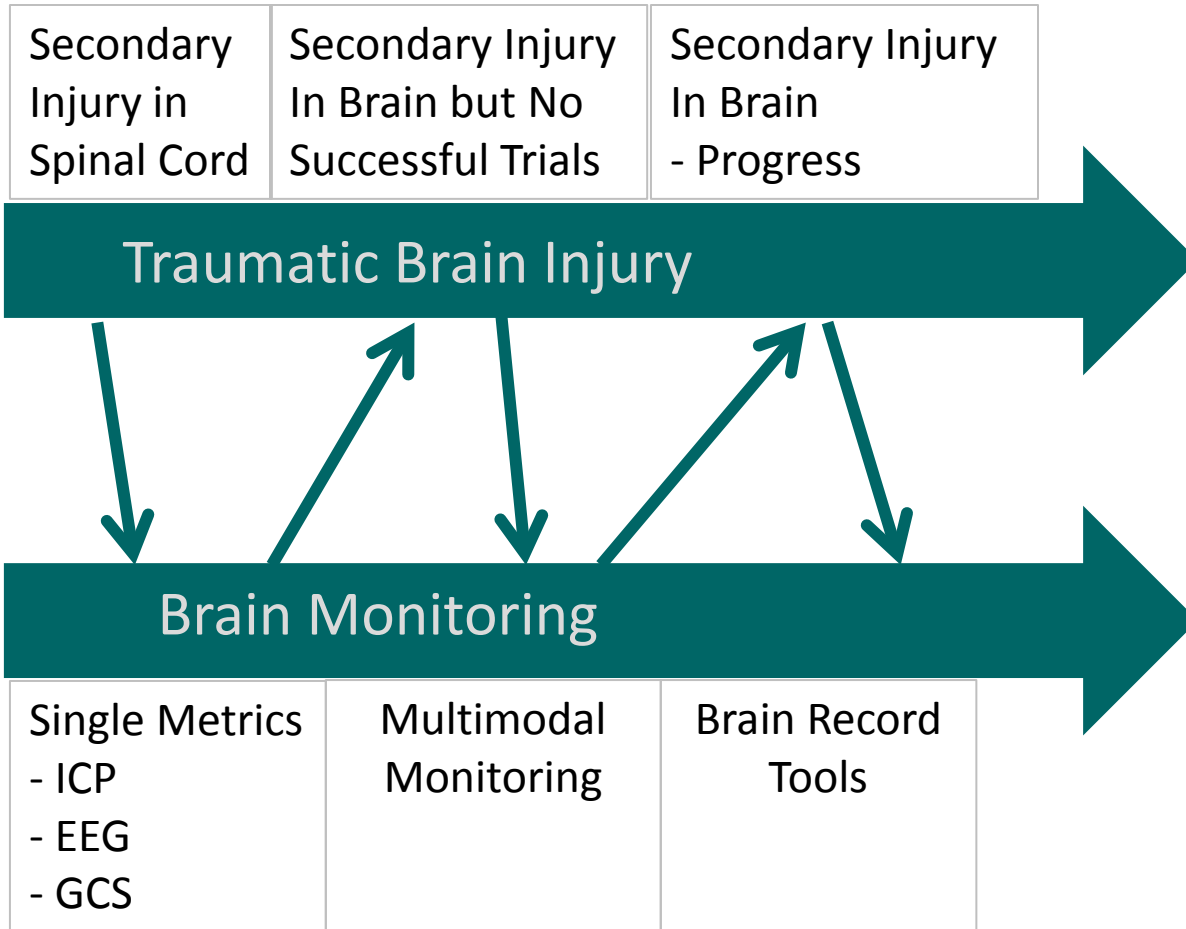 Secondary
Injury in
Spinal Cord
Secondary Injury
In Brain but No
Successful Trials
Secondary Injury
In Brain
- Progress
Traumatic Brain Injury
Brain Monitoring
Single Metrics
- ICP
- EEG
- GCS
Multimodal
Monitoring
Brain Record
Tools